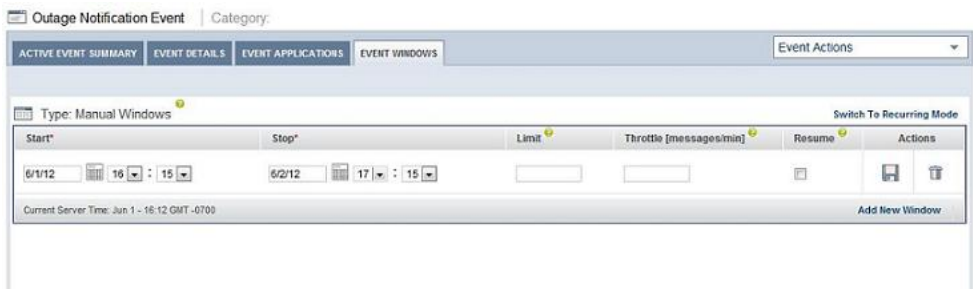 Outage Notification Event | Category:
ACTIVE EVENT SUMMARY EVENT DETAILS EVENT APPLICATIONS EVENT WINDOWS Event Actions
Type: Manual Windows ? Switch To Recurring Mode
Start* Stop* Limit ? Throttle [messages/min] ? Resume ? Actions
6/1/12 16 : 15 6/2/12 17 : 15
Current Server Time: Jun 1 - 16:12 GMT -0700 Add New Window